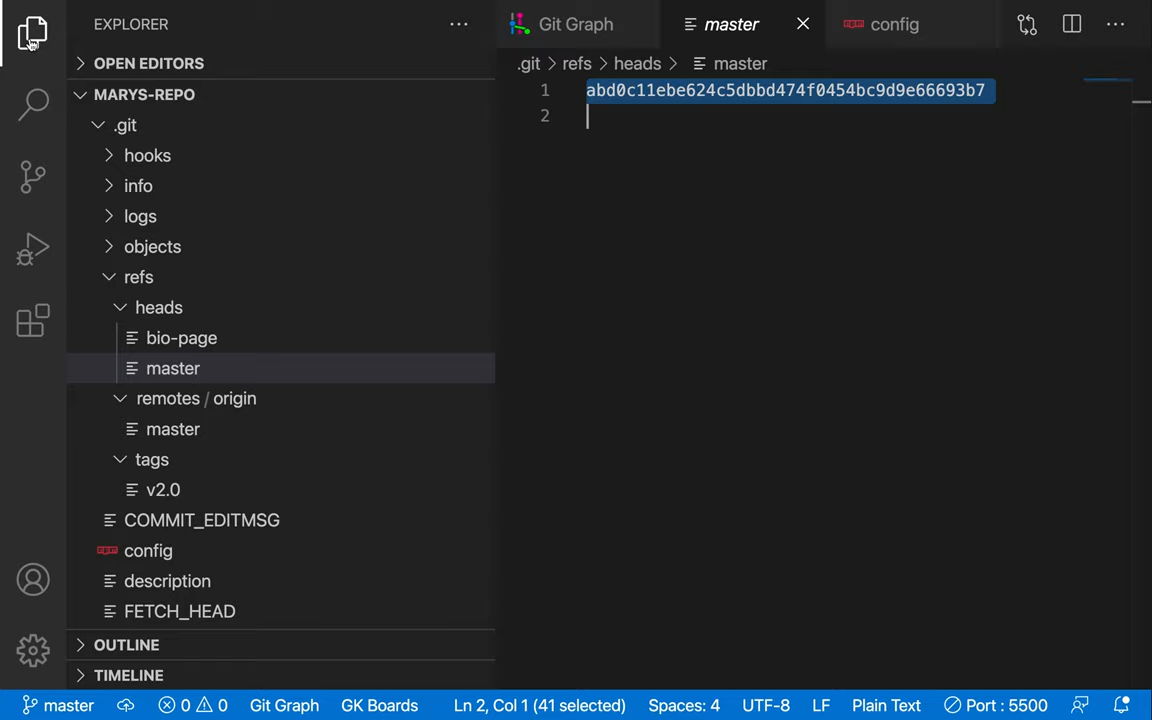 EXPLORER
OPEN EDITORS
MARYS-REPO
.git
hooks
info
logs
objects
refs
heads
bio-page
master
remotes / origin
master
tags
v2.0
COMMIT_EDITMSG
config
description
FETCH_HEAD
OUTLINE
TIMELINE
Git Graph master config
.git > refs > heads > master
1 abd0c11ebe624c5dbbd474f0454bc9d9e66693b7
2
master 0 0 Git Graph GK Boards Ln 2, Col 1 (41 selected) Spaces: 4 UTF-8 LF Plain Text Port : 5500